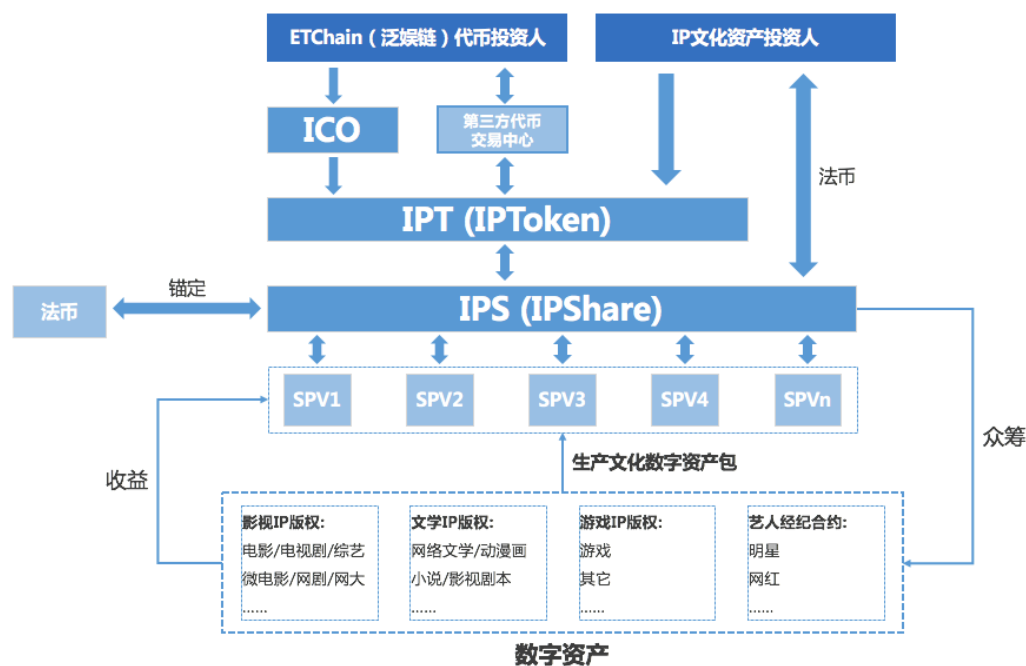 ETChain（泛娱链）代币投资人
IP文化资产投资人
ICO
第三方代币
交易中心
法币
IPT (IPToken)
锚定
法币
IPS (IPShare)
SPV1
SPV2
SPV3
SPV4
SPVn
众筹
收益
生产文化数字资产包
影视IP版权:
电影/电视剧/综艺
微电影/网剧/网大
......
文学IP版权:
网络文学/动漫画
小说/影视剧本
......
游戏IP版权:
游戏
其它
......
艺人经纪合约:
明星
网红
......
数字资产